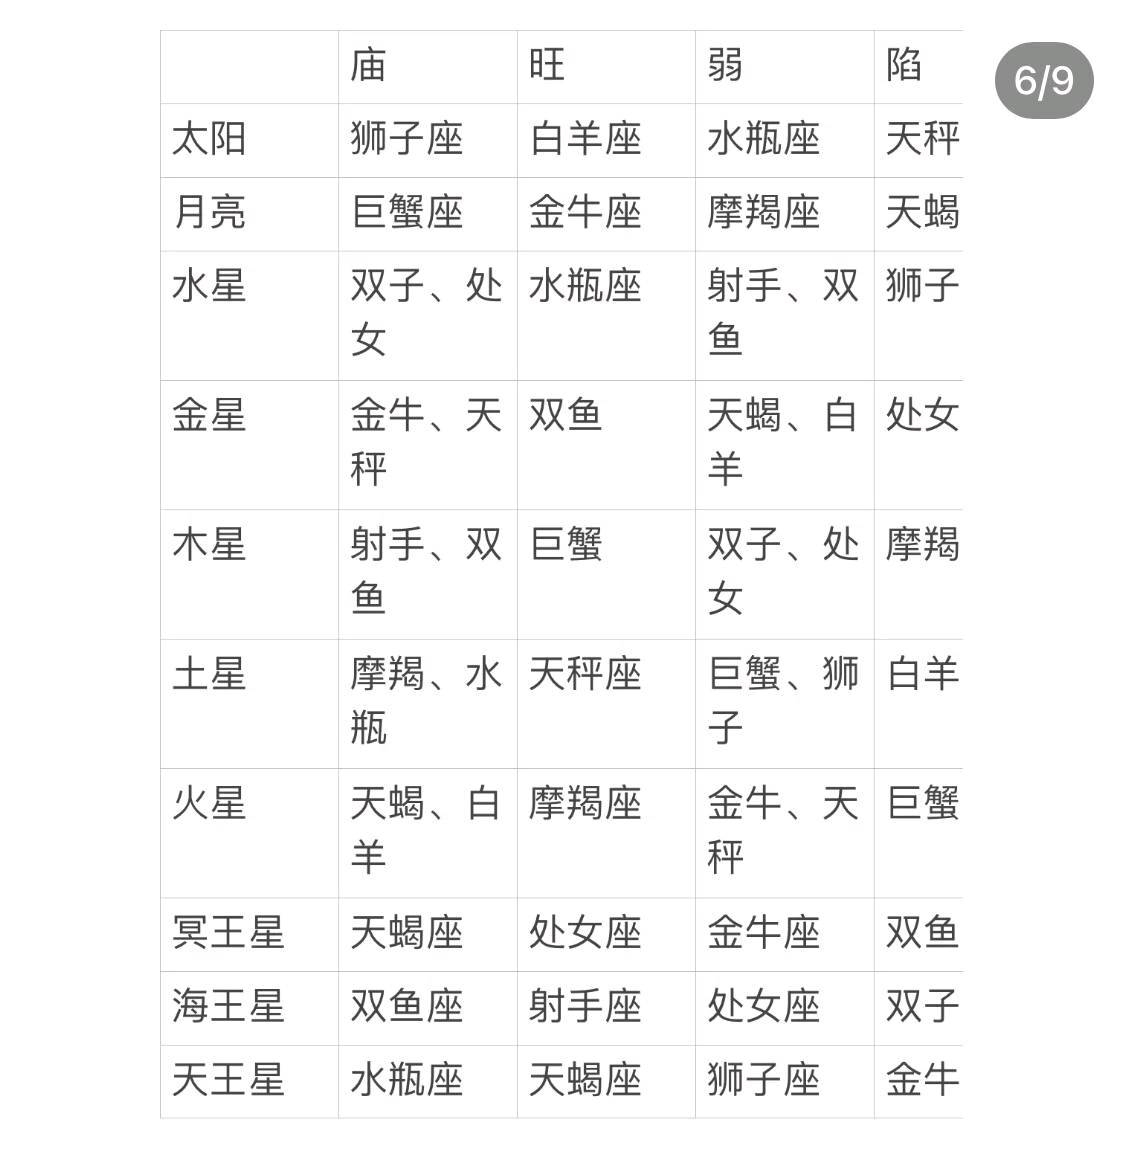 庙 旺 弱 陷
6/9
太阳 狮子座 白羊座 水瓶座 天秤
月亮 巨蟹座 金牛座 摩羯座 天蝎
水星 双子、处 水瓶座 射手、双 狮子
女 鱼
金星 金牛、天 双鱼 天蝎、白 处女
秤 羊
木星 射手、双 巨蟹 双子、处 摩羯
鱼 女
土星 摩羯、水 天秤座 巨蟹、狮 白羊
瓶 子
火星 天蝎、白 摩羯座 金牛、天 巨蟹
羊 秤
冥王星 天蝎座 处女座 金牛座 双鱼
海王星 双鱼座 射手座 处女座 双子
天王星 水瓶座 天蝎座 狮子座 金牛